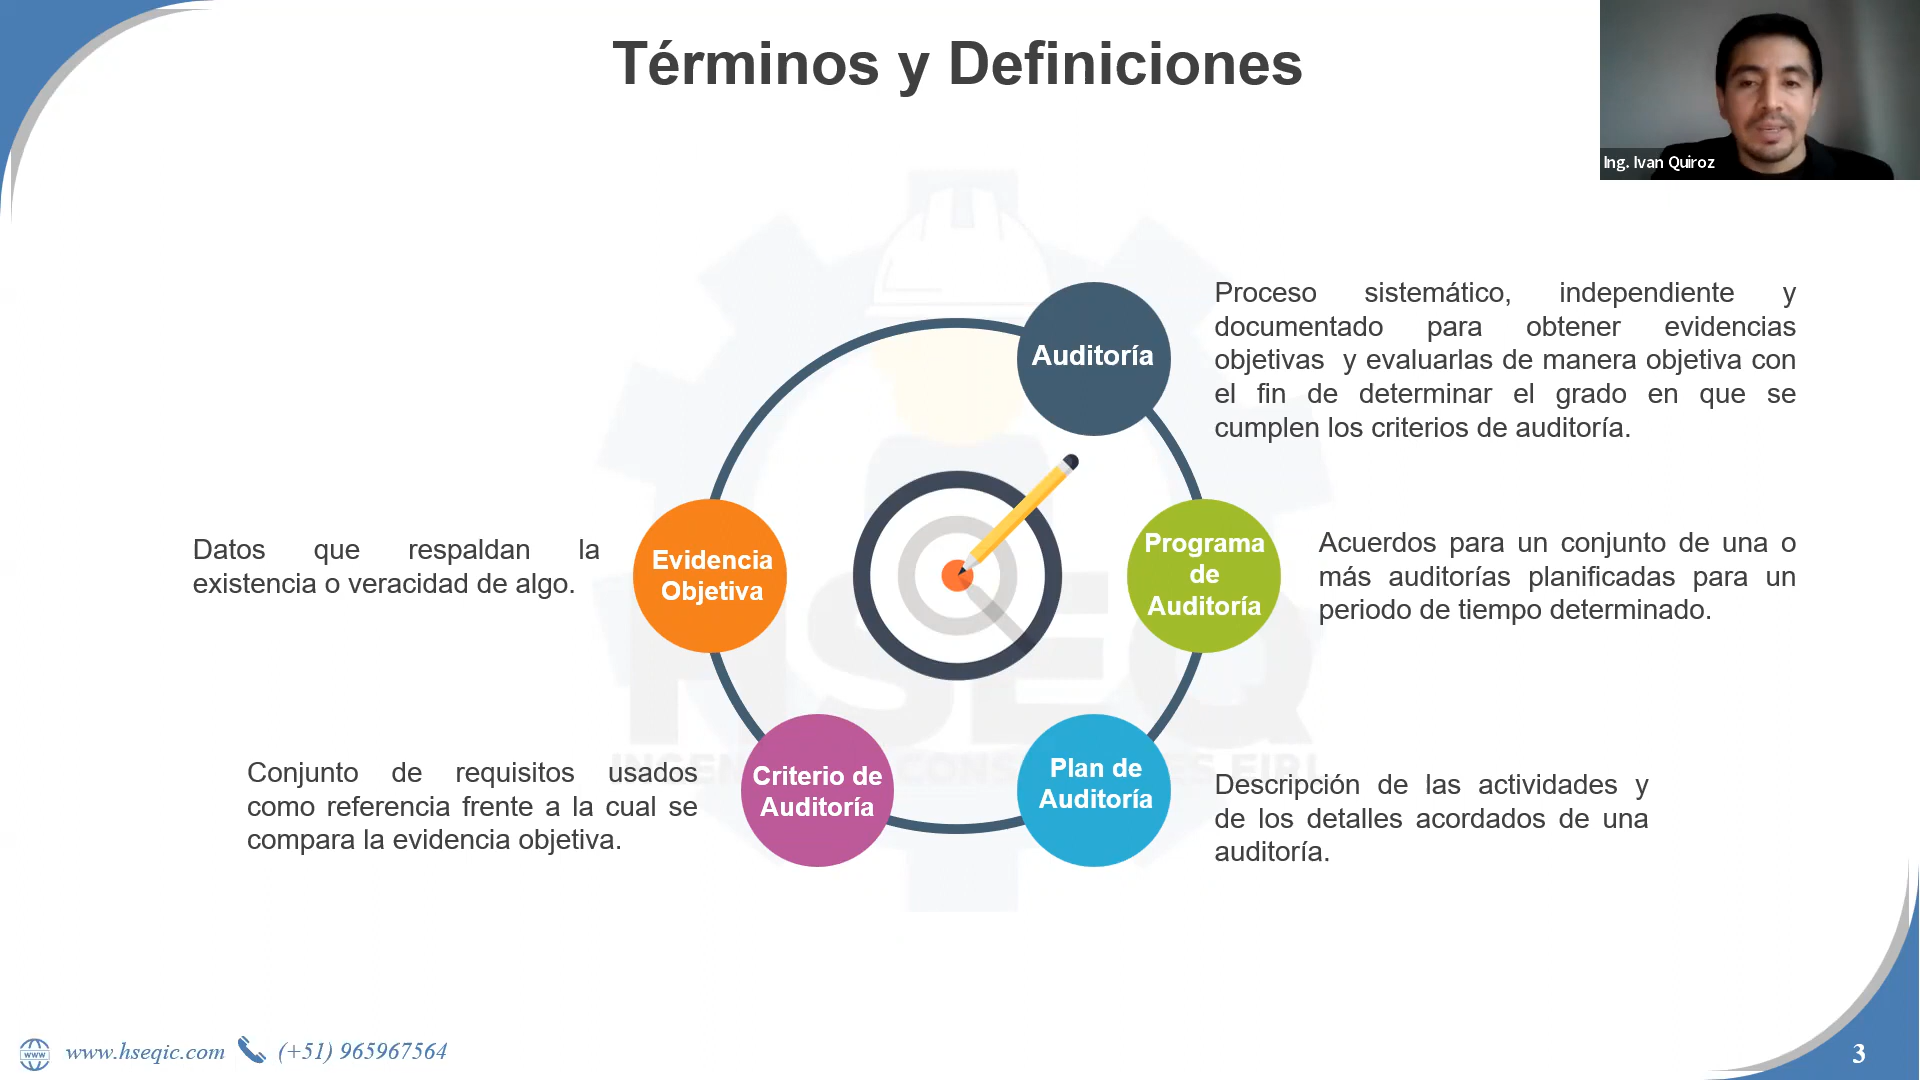 Términos y Definiciones
Ing. Ivan Quiroz
Auditoría
Proceso sistemático, independiente y
documentado para obtener evidencias
objetivas y evaluarlas de manera objetiva con
el fin de determinar el grado en que se
cumplen los criterios de auditoría.
Evidencia
Objetiva
Datos que respaldan la
existencia o veracidad de algo.
Programa
de
Auditoría
Acuerdos para un conjunto de una o
más auditorías planificadas para un
periodo de tiempo determinado.
Criterio de
Auditoría
Conjunto de requisitos usados
como referencia frente a la cual se
compara la evidencia objetiva.
Plan de
Auditoría
Descripción de las actividades y
de los detalles acordados de una
auditoría.
HSEQ
www
www.hseqic.com
(+51) 965967564
3